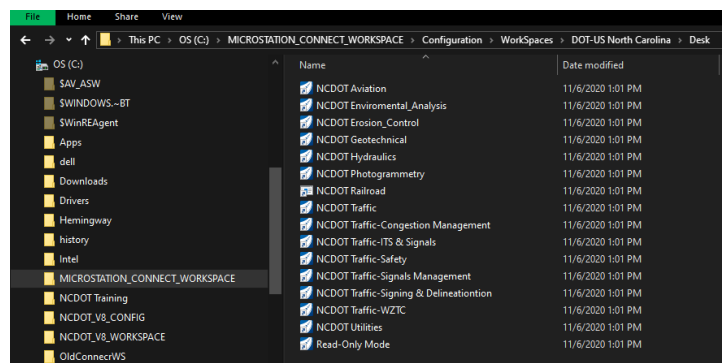 File Home Share View
This PC > OS (C:) > MICROSTATION_CONNECT_WORKSPACE > Configuration > WorkSpaces > DOT-US North Carolina > Desk
OS (C:)
$AV_ASW
$WINDOWS.~BT
$WinREAgent
Apps
dell
Downloads
Drivers
Hemingway
history
Intel
MICROSTATION_CONNECT_WORKSPACE
NCDOT Training
NCDOT_V8_CONFIG
NCDOT_V8_WORKSPACE
OldConnecrWS
Name Date modified
NCDOT Aviation 11/6/2020 1:01 PM
NCDOT Enviromental_Analysis 11/6/2020 1:01 PM
NCDOT Erosion_Control 11/6/2020 1:01 PM
NCDOT Geotechnical 11/6/2020 1:01 PM
NCDOT Hydraulics 11/6/2020 1:01 PM
NCDOT Photogrammetry 11/6/2020 1:01 PM
NCDOT Railroad 11/6/2020 1:01 PM
NCDOT Traffic 11/6/2020 1:01 PM
NCDOT Traffic-Congestion Management 11/6/2020 1:01 PM
NCDOT Traffic-ITS & Signals 11/6/2020 1:01 PM
NCDOT Traffic-Safety 11/6/2020 1:01 PM
NCDOT Traffic-Signals Management 11/6/2020 1:01 PM
NCDOT Traffic-Signing & Delineationtion 11/6/2020 1:01 PM
NCDOT Traffic-WZTC 11/6/2020 1:01 PM
NCDOT Utilities 11/6/2020 1:01 PM
Read-Only Mode 11/6/2020 1:01 PM